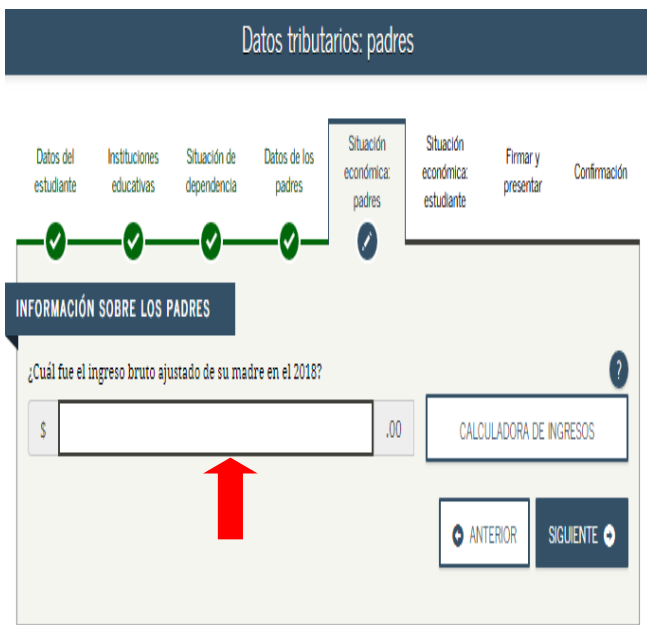 Datos tributarios: padres
Datos del
estudiante
Instituciones
educativas
Situación de
dependencia
Datos de los
padres
Situación
económica:
padres
Situación
económica:
estudiante
Firmar y
presentar
Confirmación
INFORMACIÓN SOBRE LOS PADRES
¿Cuál fue el ingreso bruto ajustado de su madre en el 2018?
?
$
.00
CALCULADORA DE INGRESOS
ANTERIOR
SIGUIENTE